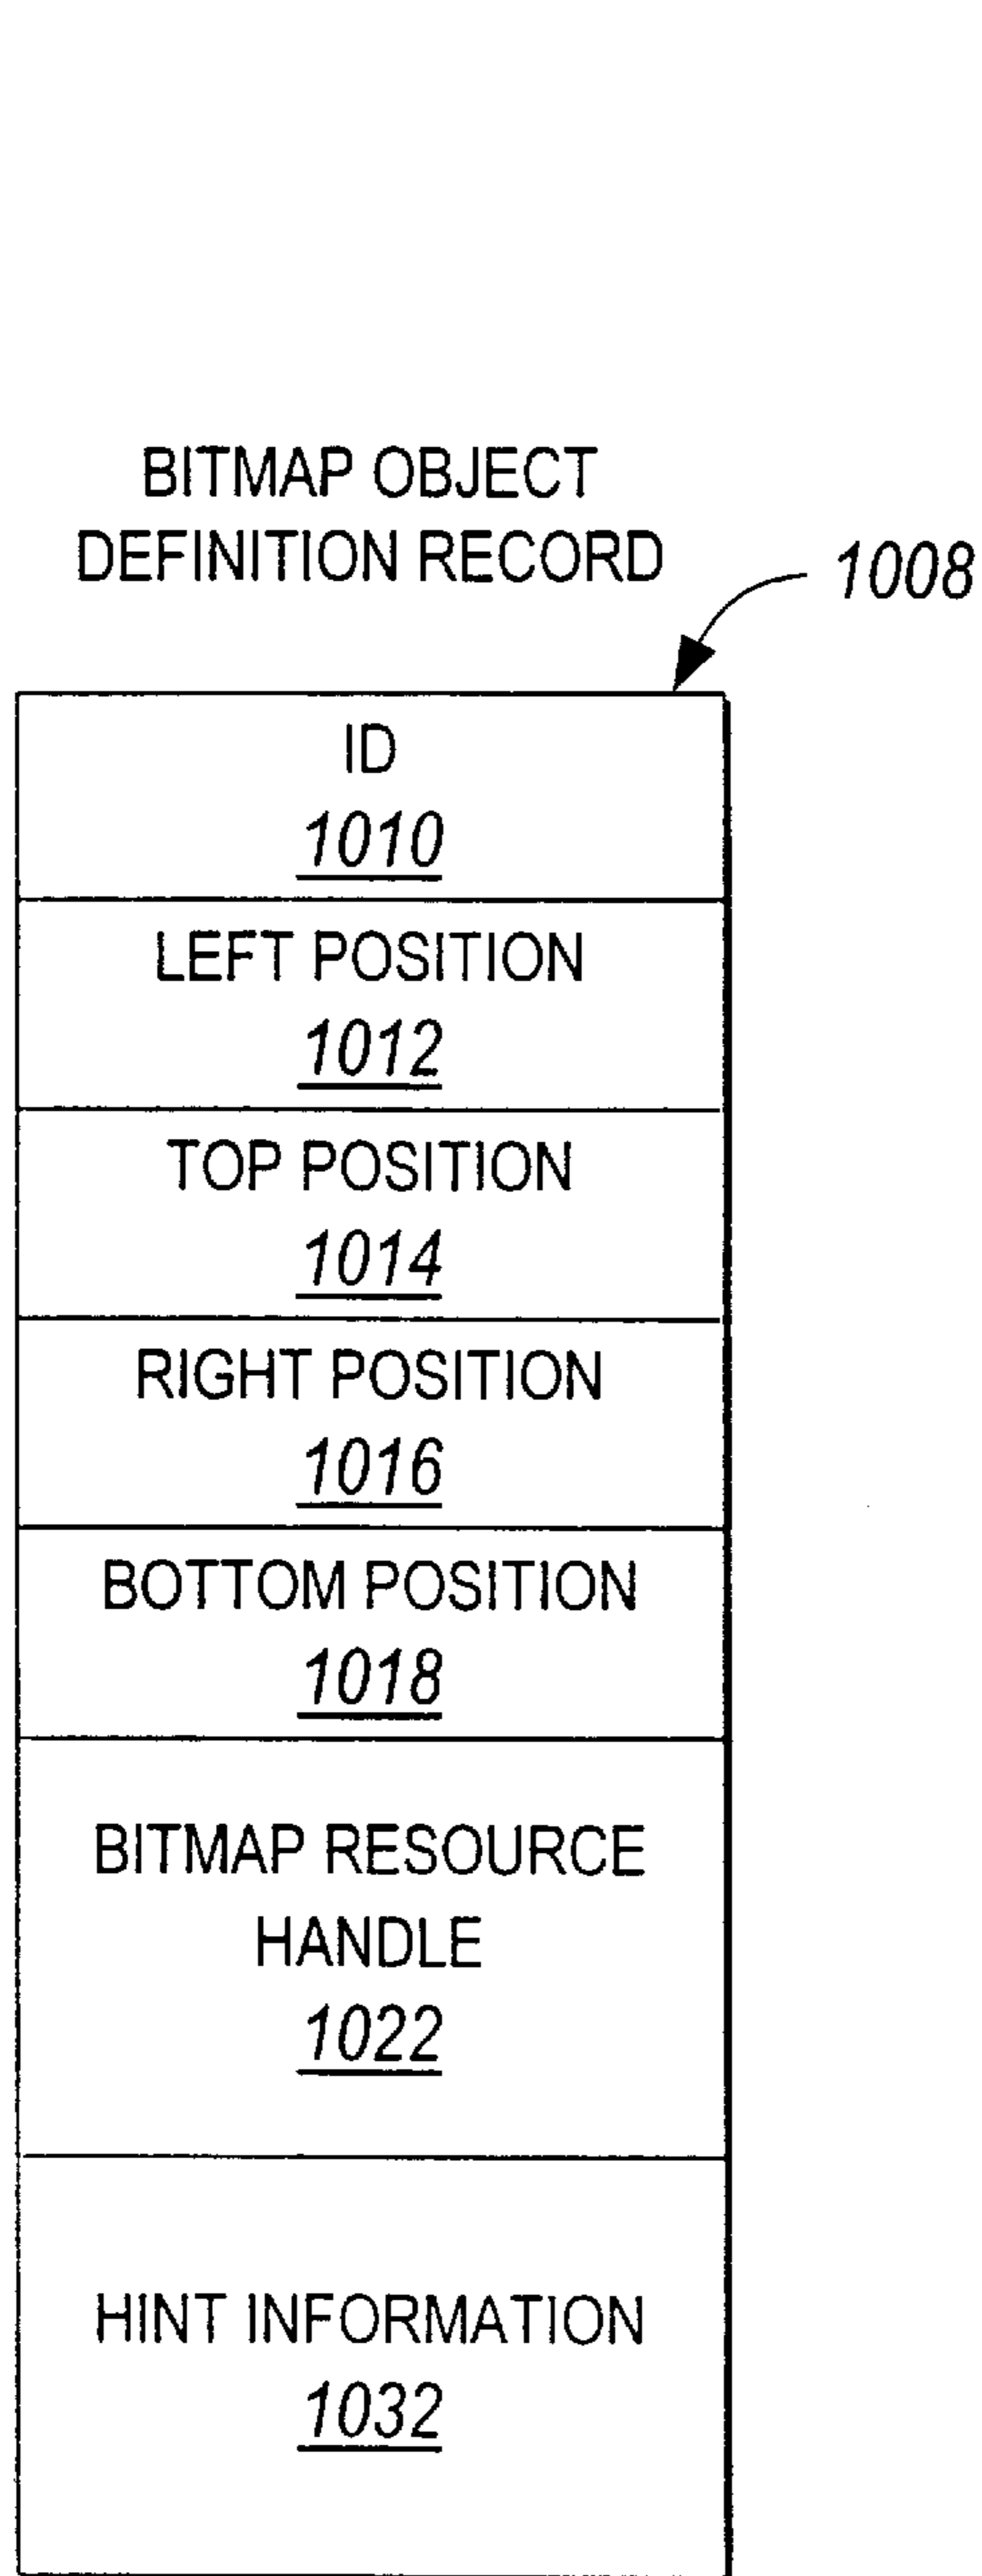 BITMAP OBJECT
DEFINITION RECORD
1008
ID
1010
LEFT POSITION
1012
TOP POSITION
1014
RIGHT POSITION
1016
BOTTOM POSITION
1018
BITMAP RESOURCE
HANDLE
1022
HINT INFORMATION
1032